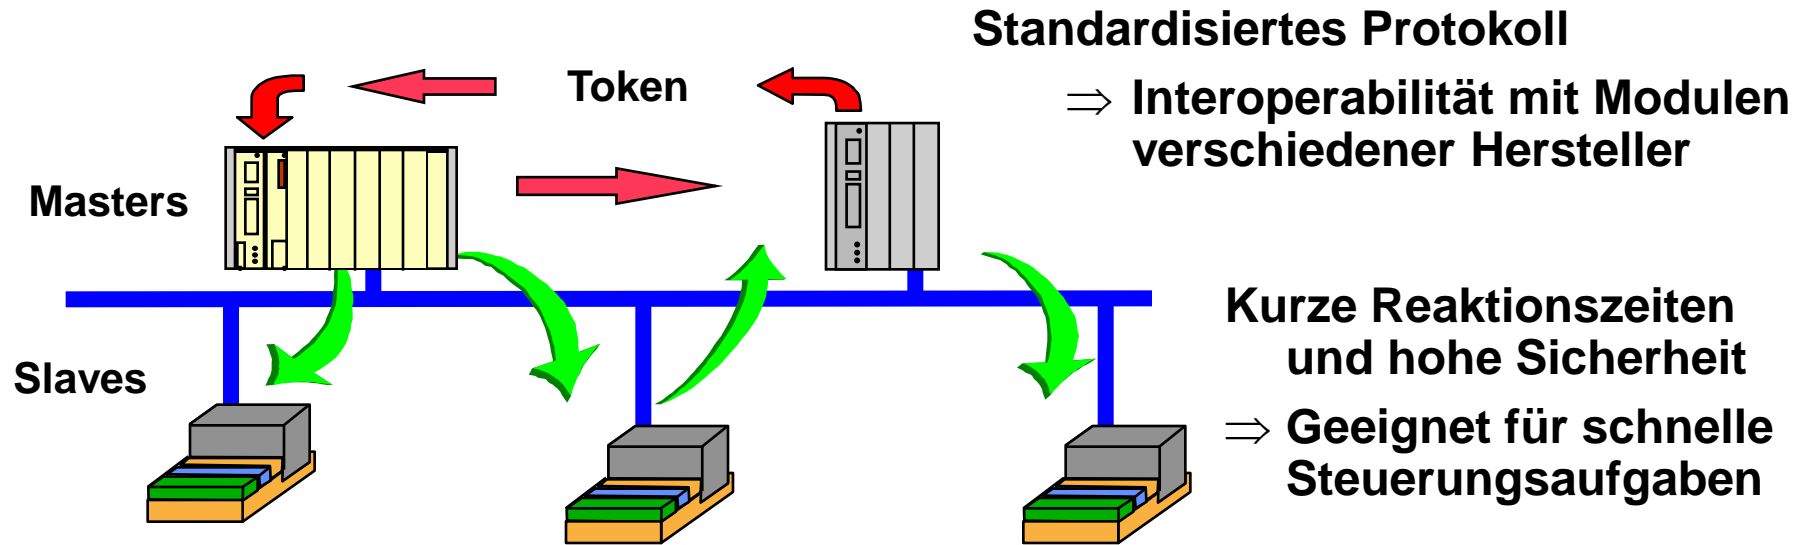 Standardisiertes Protokoll
⇒ Interoperabilität mit Modulen
verschiedener Hersteller
Token
Masters
Slaves
Kurze Reaktionszeiten
und hohe Sicherheit
⇒ Geeignet für schnelle
Steuerungsaufgaben